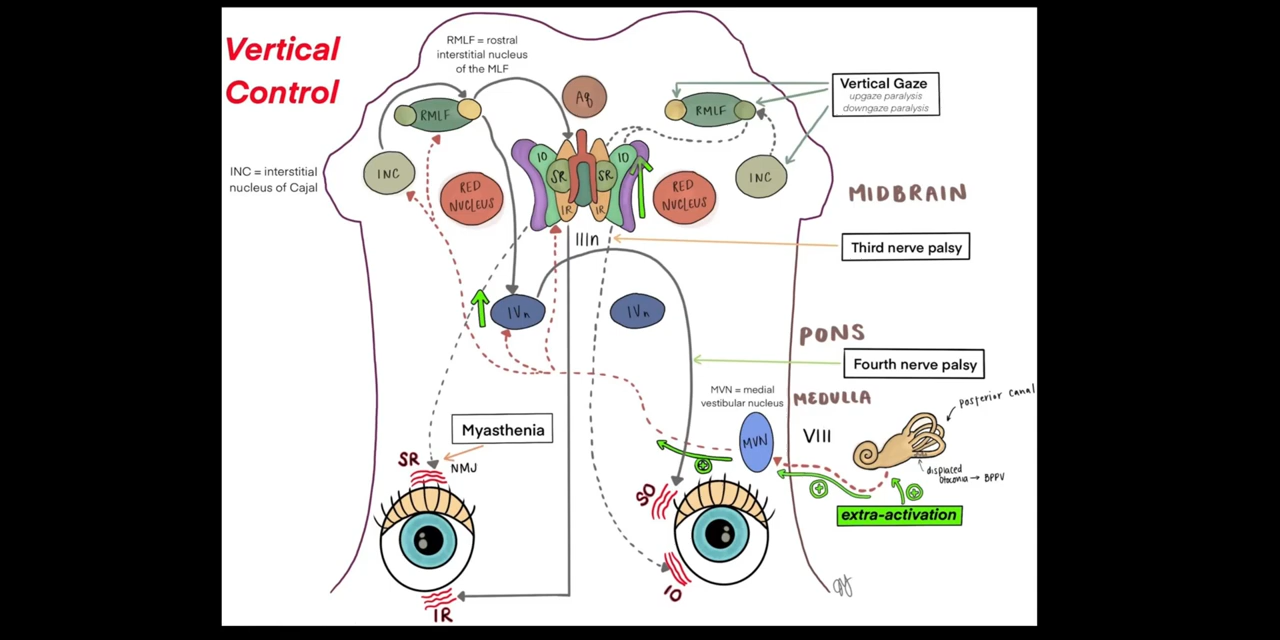 Vertical
Control
RMLF = rostral
interstitial nucleus
of the MLF
Aq
Vertical Gaze
upgaze paralysis
downgaze paralysis
RMLF
RMLF
INC = interstitial
nucleus of Cajal
INC
RED
NUCLEUS
IO
SR
IR
IO
SR
IR
RED
NUCLEUS
INC
MIDBRAIN
IIIn
Third nerve palsy
IVn
IVn
PONS
Fourth nerve palsy
MVN = medial
vestibular nucleus
MEDULLA
posterior canal
Myasthenia
MVN
VIII
SR
NMJ
displaced
otoconia → BPPV
SO
extra-activation
IO
IR